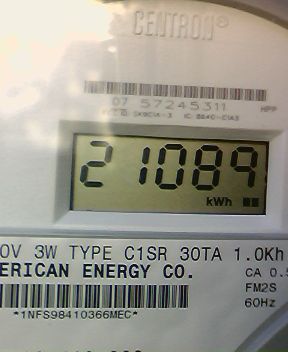 CENTRON®
07 57245311 HPP
21089
kWh
0V 3W TYPE C1SR 30TA 1.0Kh
ERICAN ENERGY CO. CA 0.5
FM2S
60Hz
*1NFS98410366MEC*